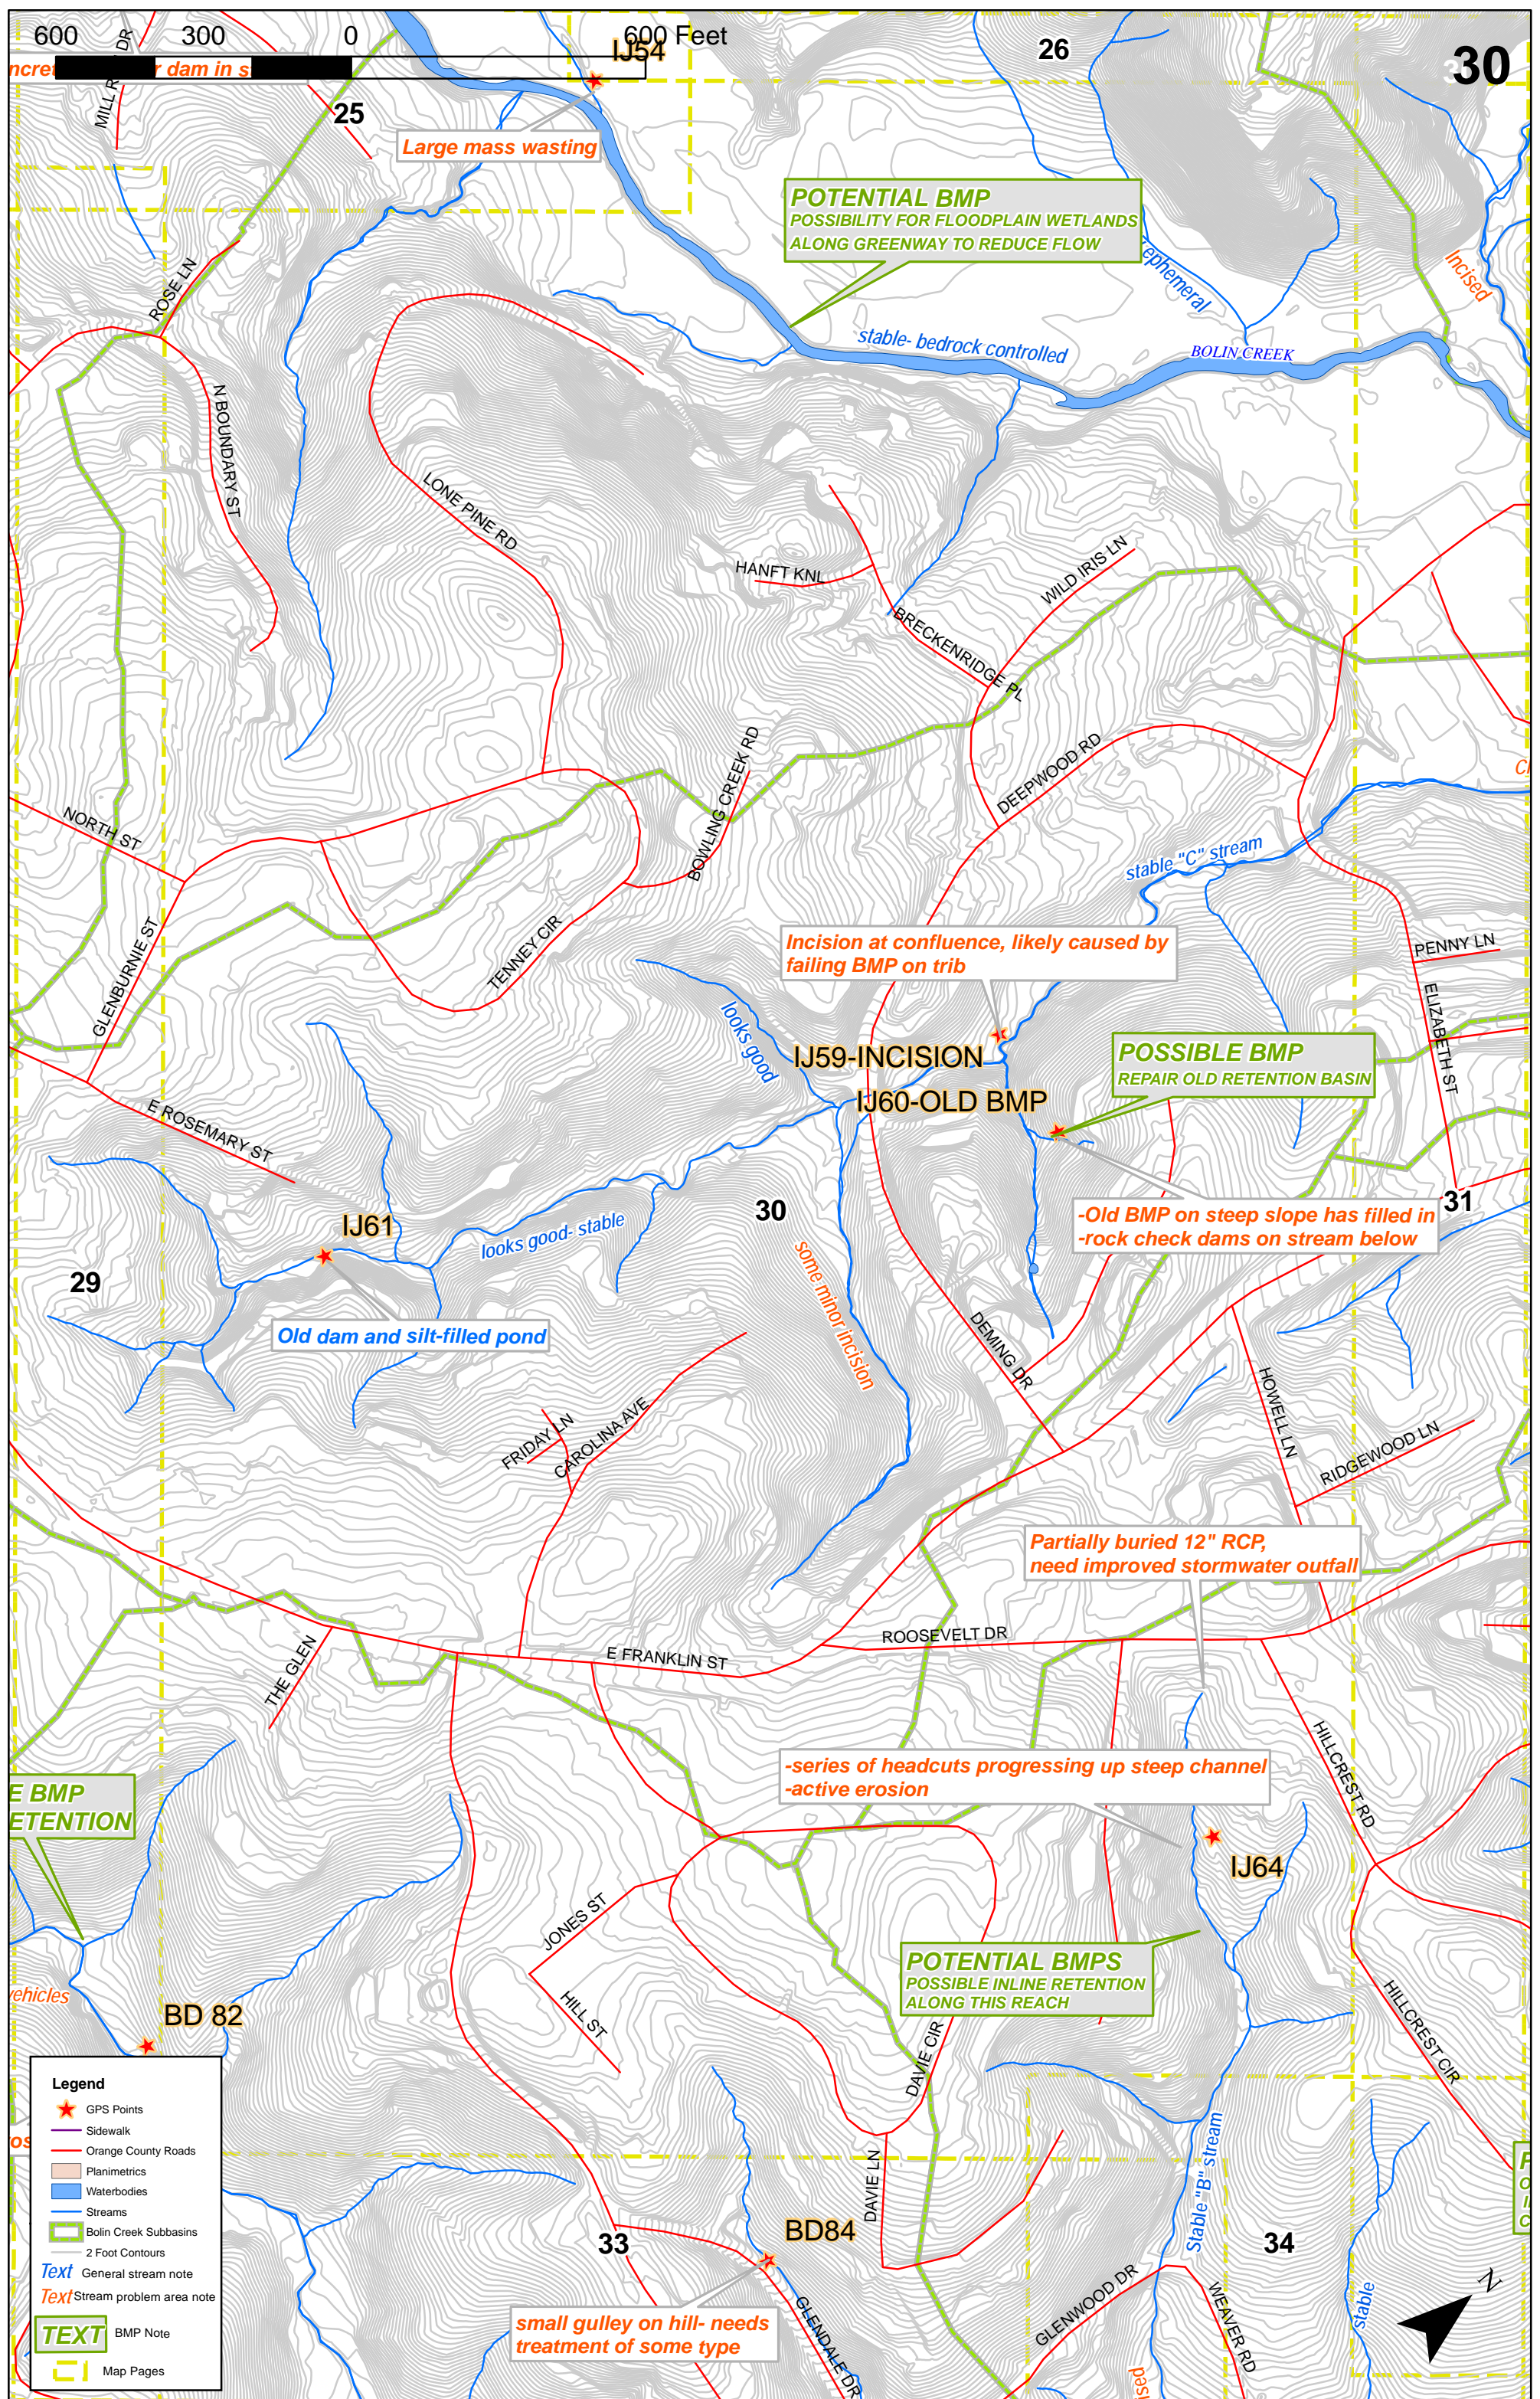 600 300 0 600 Feet
IJ54
26
30
MILL R DR
r dam in s
25
Large mass wasting
POTENTIAL BMP
POSSIBILITY FOR FLOODPLAIN WETLANDS
ALONG GREENWAY TO REDUCE FLOW
ephemeral
Incised
ROSE LN
stable- bedrock controlled
BOLIN CREEK
N BOUNDARY ST
LONE PINE RD
HANFT KNL
WILD IRIS LN
BRECKENRIDGE PL
BOWLING CREEK RD
DEEPWOOD RD
NORTH ST
stable "C" stream
GLENBURNIE ST
TENNEY CIR
Incision at confluence, likely caused by
failing BMP on trib
PENNY LN
ELIZABETH ST
looks good
IJ59-INCISION
POSSIBLE BMP
REPAIR OLD RETENTION BASIN
IJ60-OLD BMP
E ROSEMARY ST
IJ61
looks good- stable
30
31
-Old BMP on steep slope has filled in
-rock check dams on stream below
29
some minor incision
Old dam and silt-filled pond
DEMING DR
HOWELL LN
FRIDAY LN
CAROLINA AVE
RIDGEWOOD LN
Partially buried 12" RCP,
need improved stormwater outfall
ROOSEVELT DR
E FRANKLIN ST
THE GLEN
HILLCREST RD
-series of headcuts progressing up steep channel
-active erosion
E BMP
ETENTION
IJ64
JONES ST
POTENTIAL BMPS
POSSIBLE INLINE RETENTION
ALONG THIS REACH
vehicles
BD 82
HILL ST
DAVIE CIR
HILLCREST CIR
Legend
GPS Points
Sidewalk
Orange County Roads
Planimetrics
Waterbodies
Streams
Bolin Creek Subbasins
2 Foot Contours
Text General stream note
Text Stream problem area note
TEXT BMP Note
Map Pages
DAVIE LN
Stable "B" stream
33
BD84
34
small gulley on hill- needs
treatment of some type
GLENDALE DR
GLENWOOD DR
WEAVER RD
stable
N